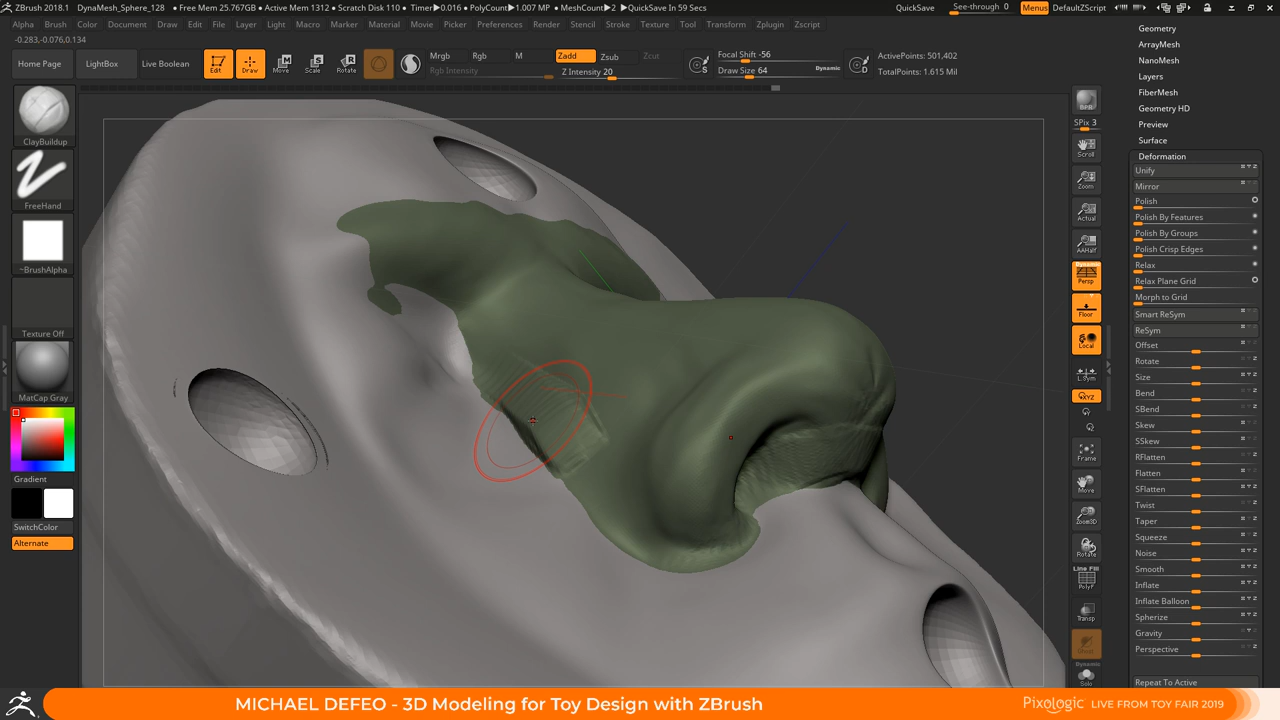 ZBrush 2018.1 DynaMesh_Sphere_128 • Free Mem 25.767GB • Active Mem 1312 • Scratch Disk 110 • Timer▶0.016 • PolyCount▶1.007 MP • MeshCount▶2 ▶QuickSave In 59 Secs QuickSave See-through 0 Menus DefaultZScript
Alpha Brush Color Document Draw Edit File Layer Light Macro Marker Material Movie Picker Preferences Render Stencil Stroke Texture Tool Transform Zplugin Zscript
-0.283,-0.076,0.134
Home Page LightBox Live Boolean Edit Draw Move Scale Rotate Mrgb Rgb M Zadd Zsub Zcut Focal Shift -56 ActivePoints: 501,402
Rgb Intensity Z Intensity 20 S Draw Size 64 Dynamic D TotalPoints: 1.615 Mil
ClayBuildup
FreeHand
~BrushAlpha
Texture Off
MatCap Gray
Gradient
SwitchColor
Alternate
BPR
SPix 3
Scroll
Zoom
Actual
AAHalf
Dynamic
Persp
Floor
Local
L.Sym
XYZ
Frame
Move
Zoom3D
Rotate
Line Fill
PolyF
Transp
Dynamic
Solo
Geometry
ArrayMesh
NanoMesh
Layers
FiberMesh
Geometry HD
Preview
Surface
Deformation
Unify
Mirror
Polish
Polish By Features
Polish By Groups
Polish Crisp Edges
Relax
Relax Plane Grid
Morph to Grid
Smart ReSym
ReSym
Offset
Rotate
Size
Bend
SBend
Skew
SSkew
RFlatten
Flatten
SFlatten
Twist
Taper
Squeeze
Noise
Smooth
Inflate
Inflate Balloon
Spherize
Gravity
Perspective
Repeat To Active
MICHAEL DEFEO - 3D Modeling for Toy Design with ZBrush
Pixologic LIVE FROM TOY FAIR 2019